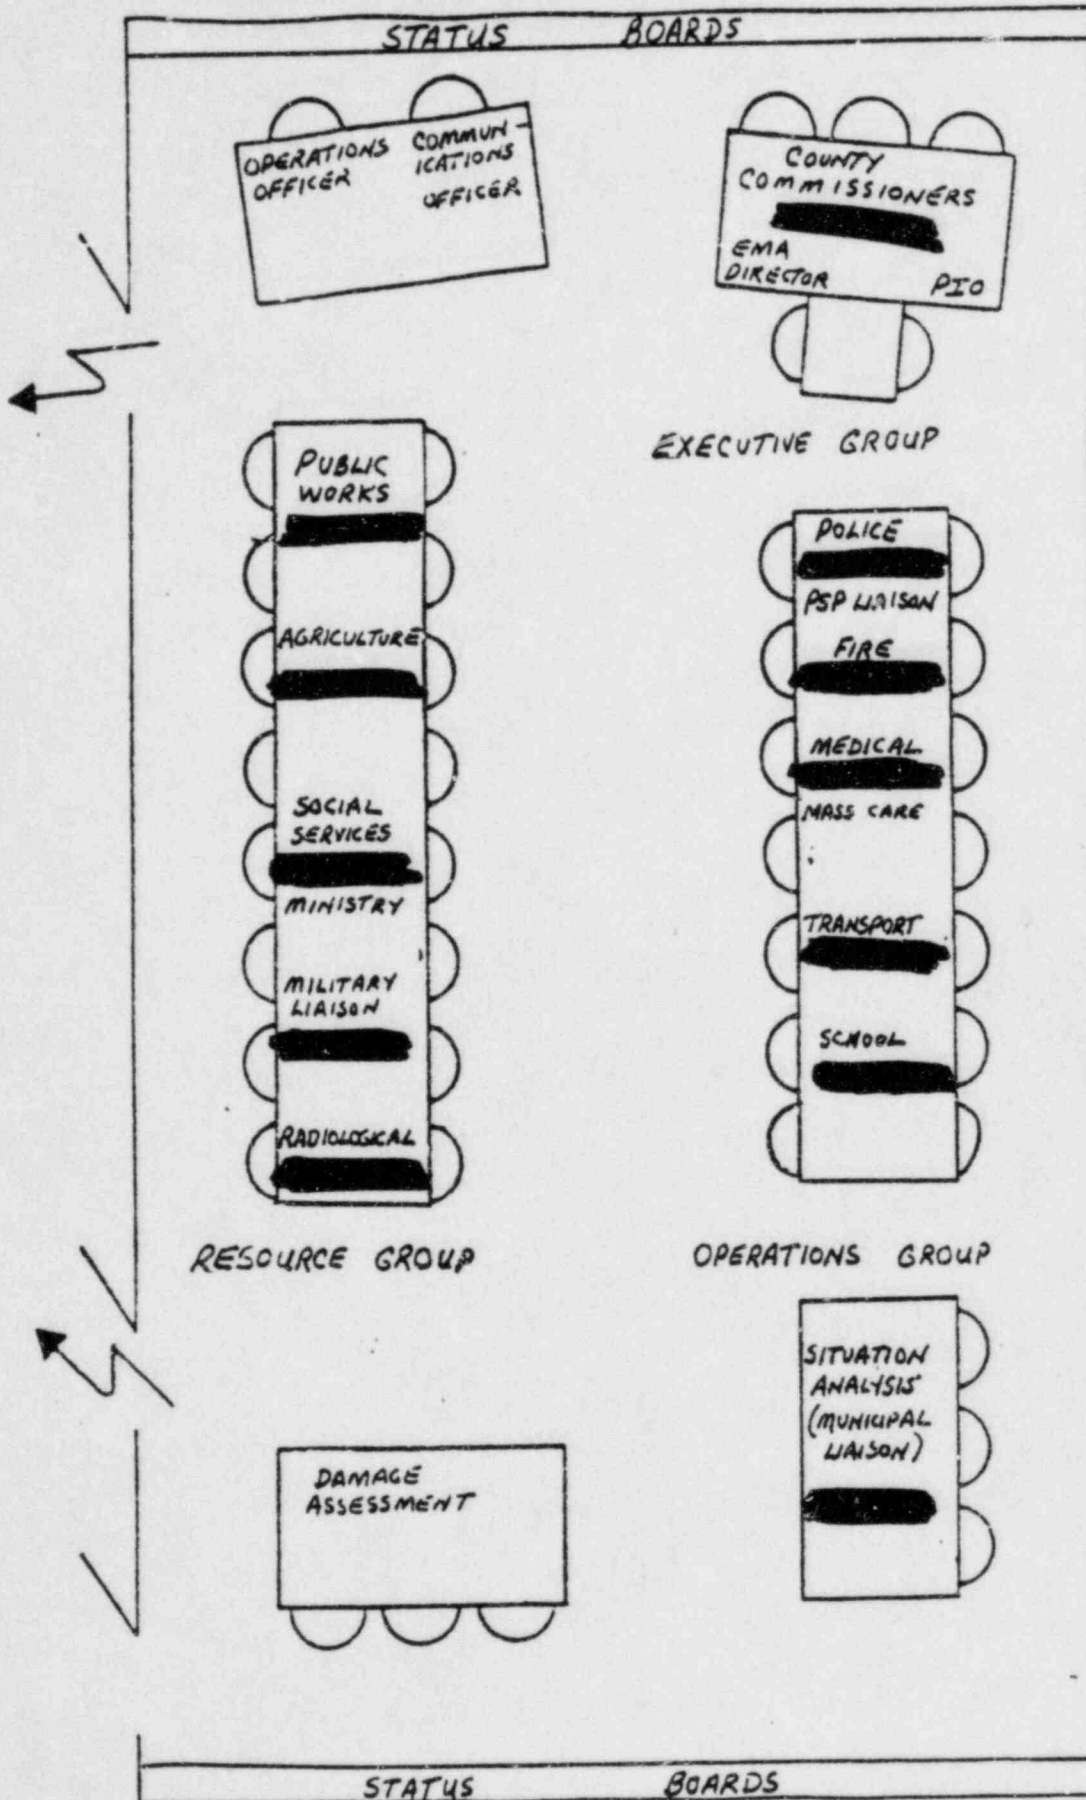 STATUS BOARDS
OPERATIONS
OFFICER
COMMUN-
ICATIONS
OFFICER
COUNTY
COMMISSIONERS
EMA
DIRECTOR
PIO
EXECUTIVE GROUP
PUBLIC
WORKS
AGRICULTURE
SOCIAL
SERVICES
MINISTRY
MILITARY
LIAISON
RADIOLOGICAL
RESOURCE GROUP
POLICE
PSP LIAISON
FIRE
MEDICAL
MASS CARE
TRANSPORT
SCHOOL
OPERATIONS GROUP
SITUATION
ANALYSIS
(MUNICIPAL
LIAISON)
DAMAGE
ASSESSMENT
STATUS BOARDS